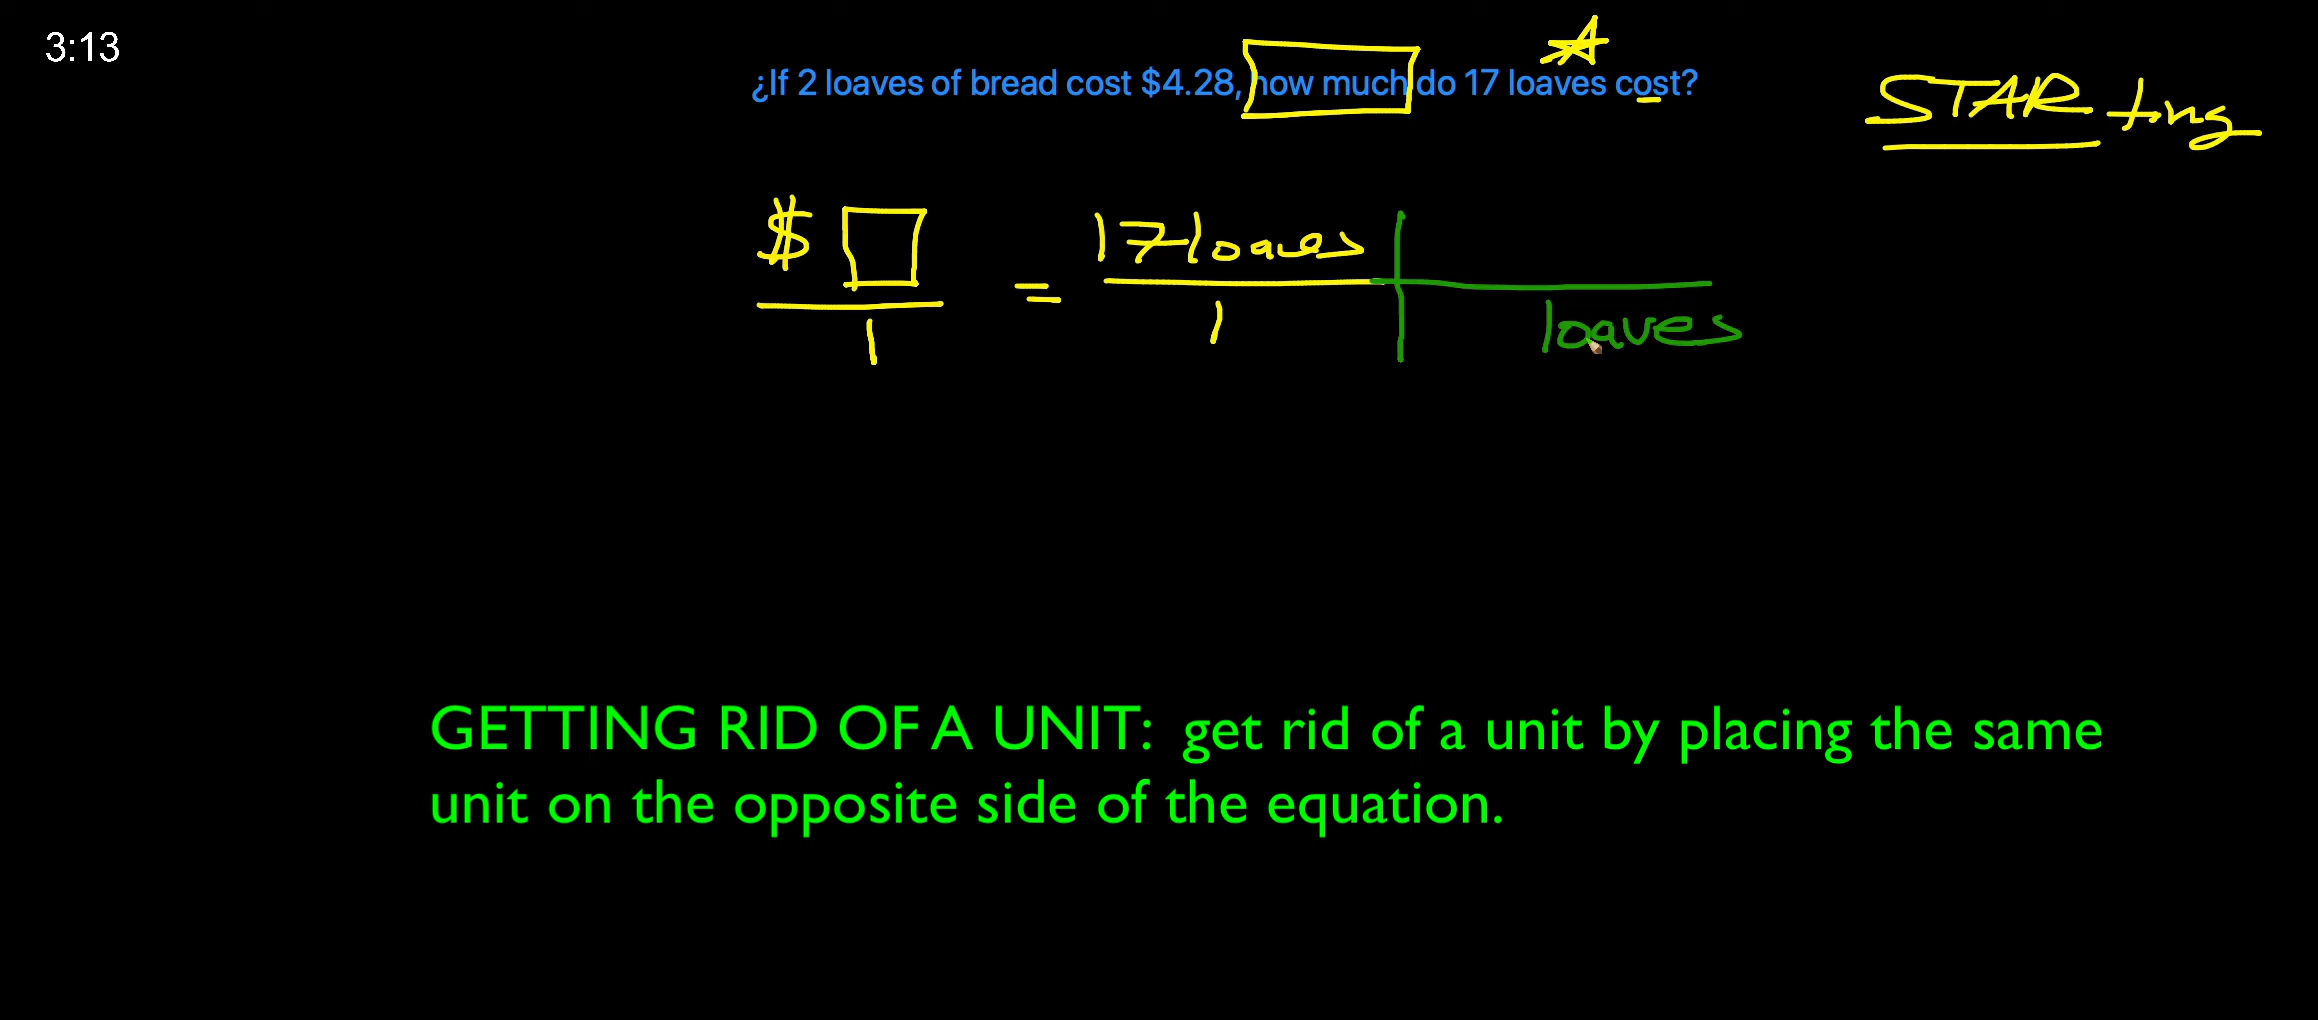 3:13
¿If 2 loaves of bread cost $4.28, how much do 17 loaves cost?
STARting
$ = 17 loaves
1 1 loaves
GETTING RID OF A UNIT: get rid of a unit by placing the same
unit on the opposite side of the equation.